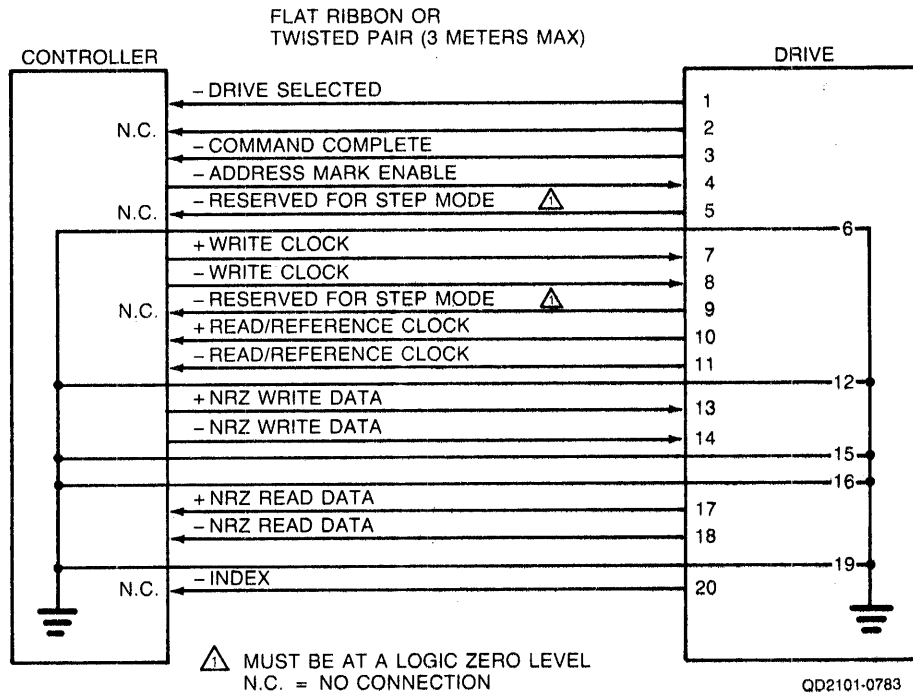 FLAT RIBBON OR
TWISTED PAIR (3 METERS MAX)
CONTROLLER
DRIVE
– DRIVE SELECTED
1
N.C.
2
– COMMAND COMPLETE
3
– ADDRESS MARK ENABLE
4
N.C.
– RESERVED FOR STEP MODE
1
5
6
+ WRITE CLOCK
7
– WRITE CLOCK
8
N.C.
– RESERVED FOR STEP MODE
1
9
+ READ/REFERENCE CLOCK
10
– READ/REFERENCE CLOCK
11
12
+ NRZ WRITE DATA
13
– NRZ WRITE DATA
14
15
16
+ NRZ READ DATA
17
– NRZ READ DATA
18
19
N.C.
– INDEX
20
1 MUST BE AT A LOGIC ZERO LEVEL
N.C. = NO CONNECTION
QD2101-0783